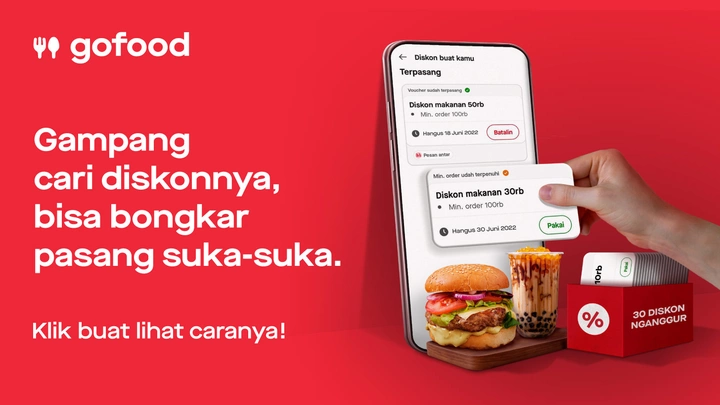 gofood
Gampang
cari diskonnya,
bisa bongkar
pasang suka-suka.
Klik buat lihat caranya!
Diskon buat kamu
Terpasang
Voucher sudah terpasang
Diskon makanan 50rb
Min. order 100rb
Hangus 18 Juni 2022
Batalin
Pesan antar
Min. order udah terpenuhi
Diskon makanan 30rb
Min. order 100rb
Hangus 30 Juni 2022
Pakai
10rb
Pakai
%
30 DISKON
NGANGGUR